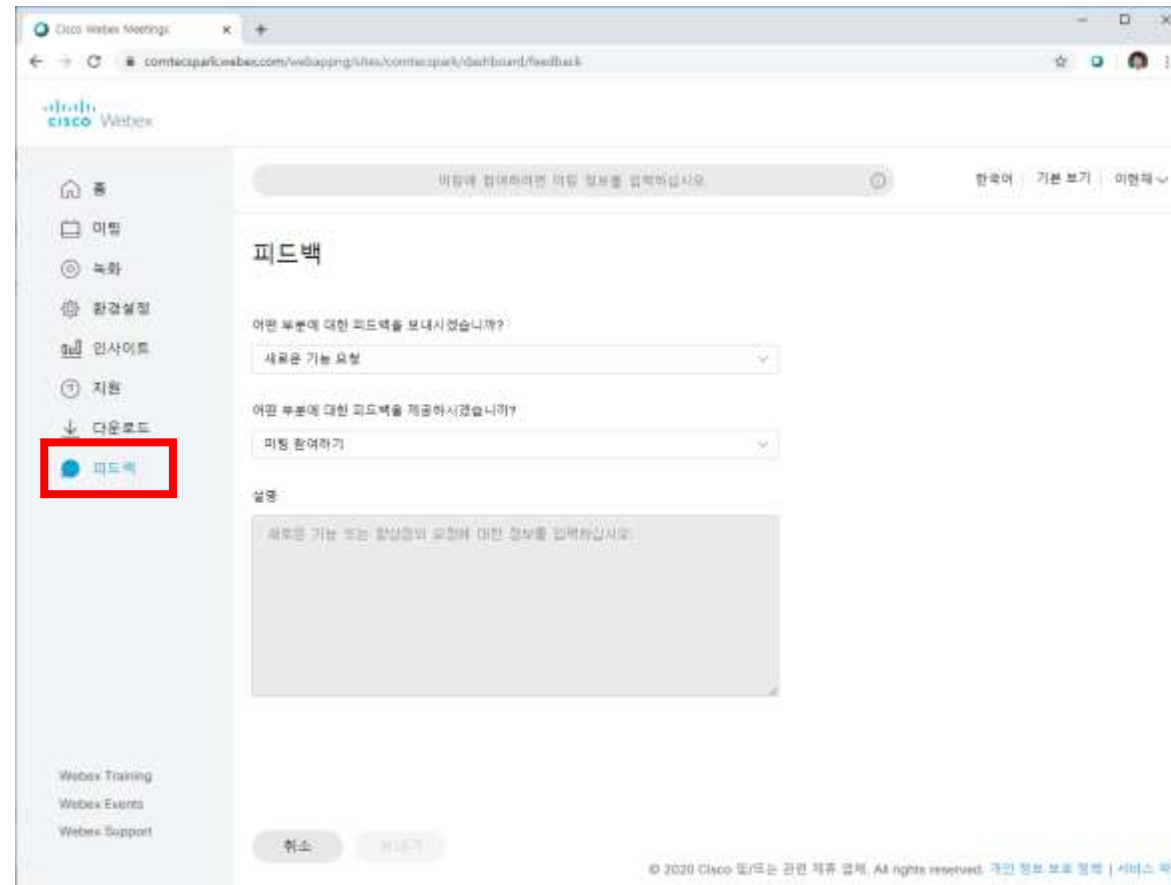 Cisco Webex Meetings
comtecspark.webex.com/webappng/sites/comtecspark/dashboard/feedback
cisco Webex
홈
미팅
녹화
환경설정
인사이트
지원
다운로드
피드백
미팅에 참여하려면 미팅 정보를 입력하십시오.
한국어
기본 보기
이현재
피드백
어떤 부분에 대한 피드백을 보내시겠습니까?
새로운 기능 요청
어떤 부분에 대한 피드백을 제공하시겠습니까?
미팅 참여하기
설명
새로운 기능 또는 향상점의 요청에 대한 정보를 입력하십시오.
Webex Training
Webex Events
Webex Support
취소
보내기
© 2020 Cisco 및/또는 관련 제휴 업체. All rights reserved. 개인 정보 보호 정책 | 서비스